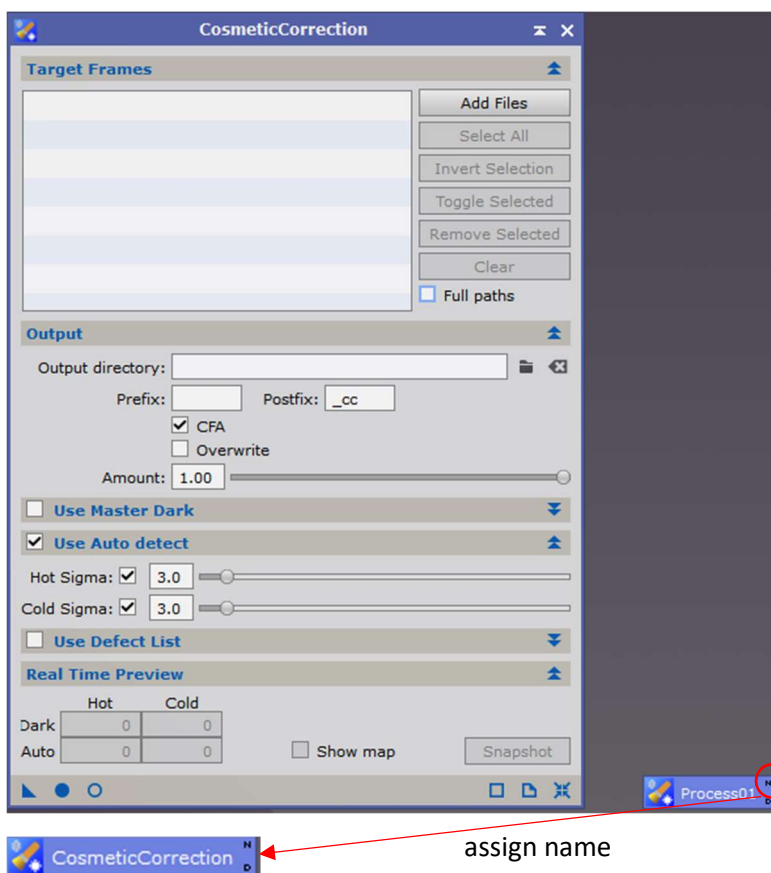 CosmeticCorrection
Target Frames
Add Files
Select All
Invert Selection
Toggle Selected
Remove Selected
Clear
Full paths
Output
Output directory:
Prefix: Postfix: _cc
CFA
Overwrite
Amount: 1.00
Use Master Dark
Use Auto detect
Hot Sigma: 3.0
Cold Sigma: 3.0
Use Defect List
Real Time Preview
Hot Cold
Dark 0 0
Auto 0 0 Show map Snapshot
Process01 N D
CosmeticCorrection N D
assign name